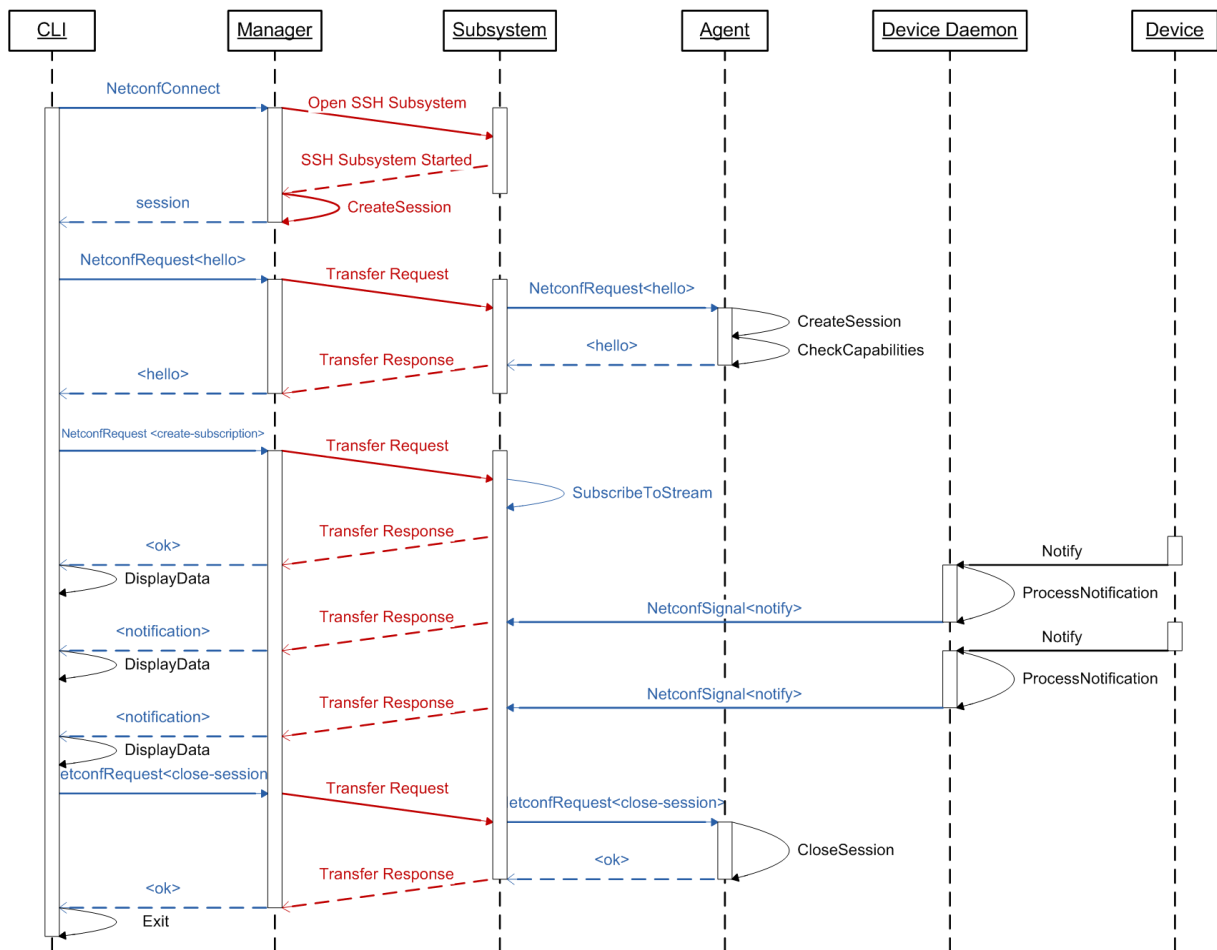 CLI
Manager
Subsystem
Agent
Device Daemon
Device
NetconfConnect
Open SSH Subsystem
SSH Subsystem Started
session
CreateSession
NetconfRequest<hello>
Transfer Request
NetconfRequest<hello>
CreateSession
<hello>
CheckCapabilities
Transfer Response
<hello>
NetconfRequest <create-subscription>
Transfer Request
SubscribeToStream
Transfer Response
<ok>
Notify
DisplayData
ProcessNotification
NetconfSignal<notify>
Transfer Response
<notification>
Notify
DisplayData
ProcessNotification
NetconfSignal<notify>
Transfer Response
<notification>
DisplayData
etconfRequest<close-session
Transfer Request
etconfRequest<close-session>
CloseSession
<ok>
Transfer Response
<ok>
Exit